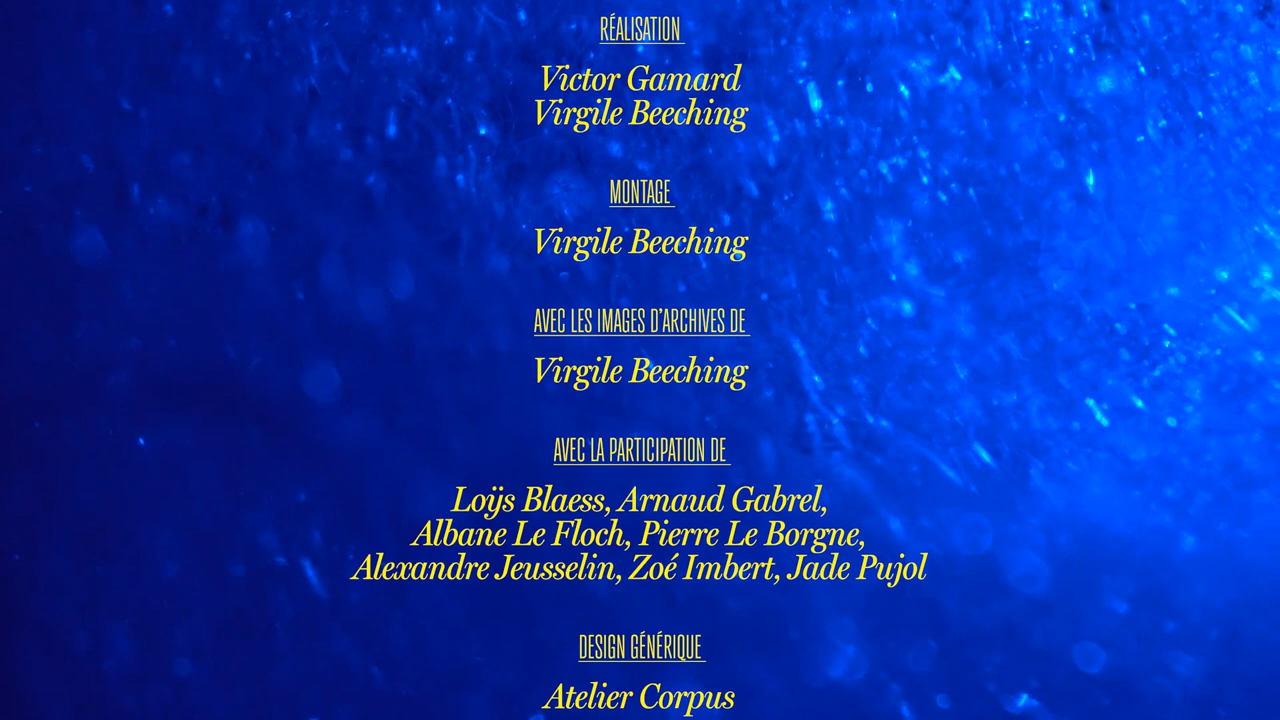 RÉALISATION
Victor Gamard
Virgile Beeching
MONTAGE
Virgile Beeching
AVEC LES IMAGES D'ARCHIVES DE
Virgile Beeching
AVEC LA PARTICIPATION DE
Loÿs Blaess, Arnaud Gabrel,
Albane Le Floch, Pierre Le Borgne,
Alexandre Jeusselin, Zoé Imbert, Jade Pujol
DESIGN GÉNÉRIQUE
Atelier Corpus